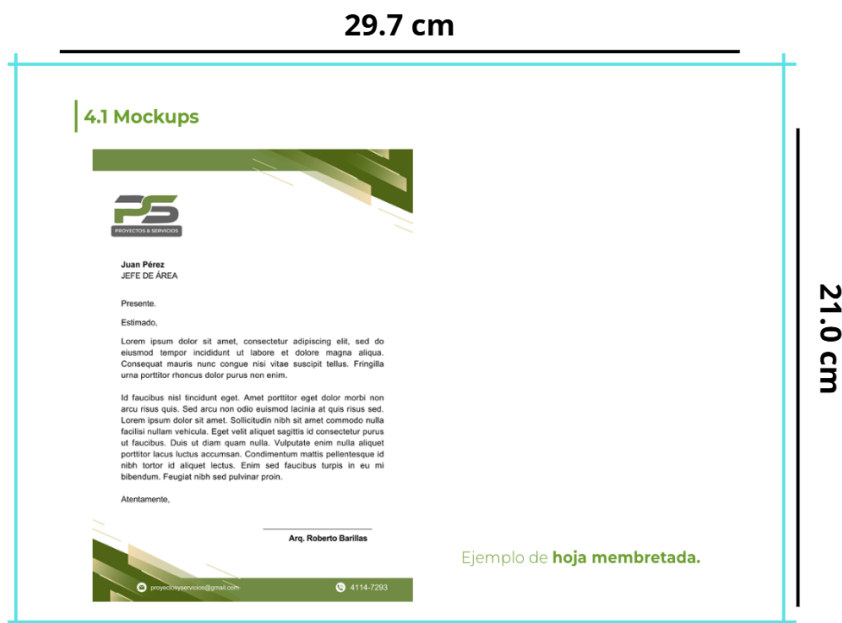 29.7 cm
4.1 Mockups
PS
PROYECTOS & SERVICIOS
Juan Pérez
JEFE DE ÁREA
Presente.
Estimado,
Lorem ipsum dolor sit amet, consectetur adipiscing elit, sed do
eiusmod tempor incididunt ut labore et dolore magna aliqua.
Consequat mauris nunc congue nisi vitae suscipit tellus. Fringilla
urna porttitor rhoncus dolor purus non enim.
Id faucibus nisl tincidunt eget. Amet porttitor eget dolor morbi non
arcu risus quis. Sed arcu non odio euismod lacinia at quis risus sed.
Lorem ipsum dolor sit amet. Sollicitudin nibh sit amet commodo nulla
facilisi nullam vehicula. Eget velit aliquet sagittis id consectetur purus
ut faucibus. Duis ut diam quam nulla. Vulputate enim nulla aliquet
porttitor lacus luctus accumsan. Condimentum mattis pellentesque id
nibh tortor id aliquet lectus. Enim sed faucibus turpis in eu mi
bibendum. Feugiat nibh sed pulvinar proin.
Atentamente,
Arq. Roberto Barillas
proyectosyservicios@gmail.com
4114-7293
Ejemplo de hoja membretada.
21.0 cm